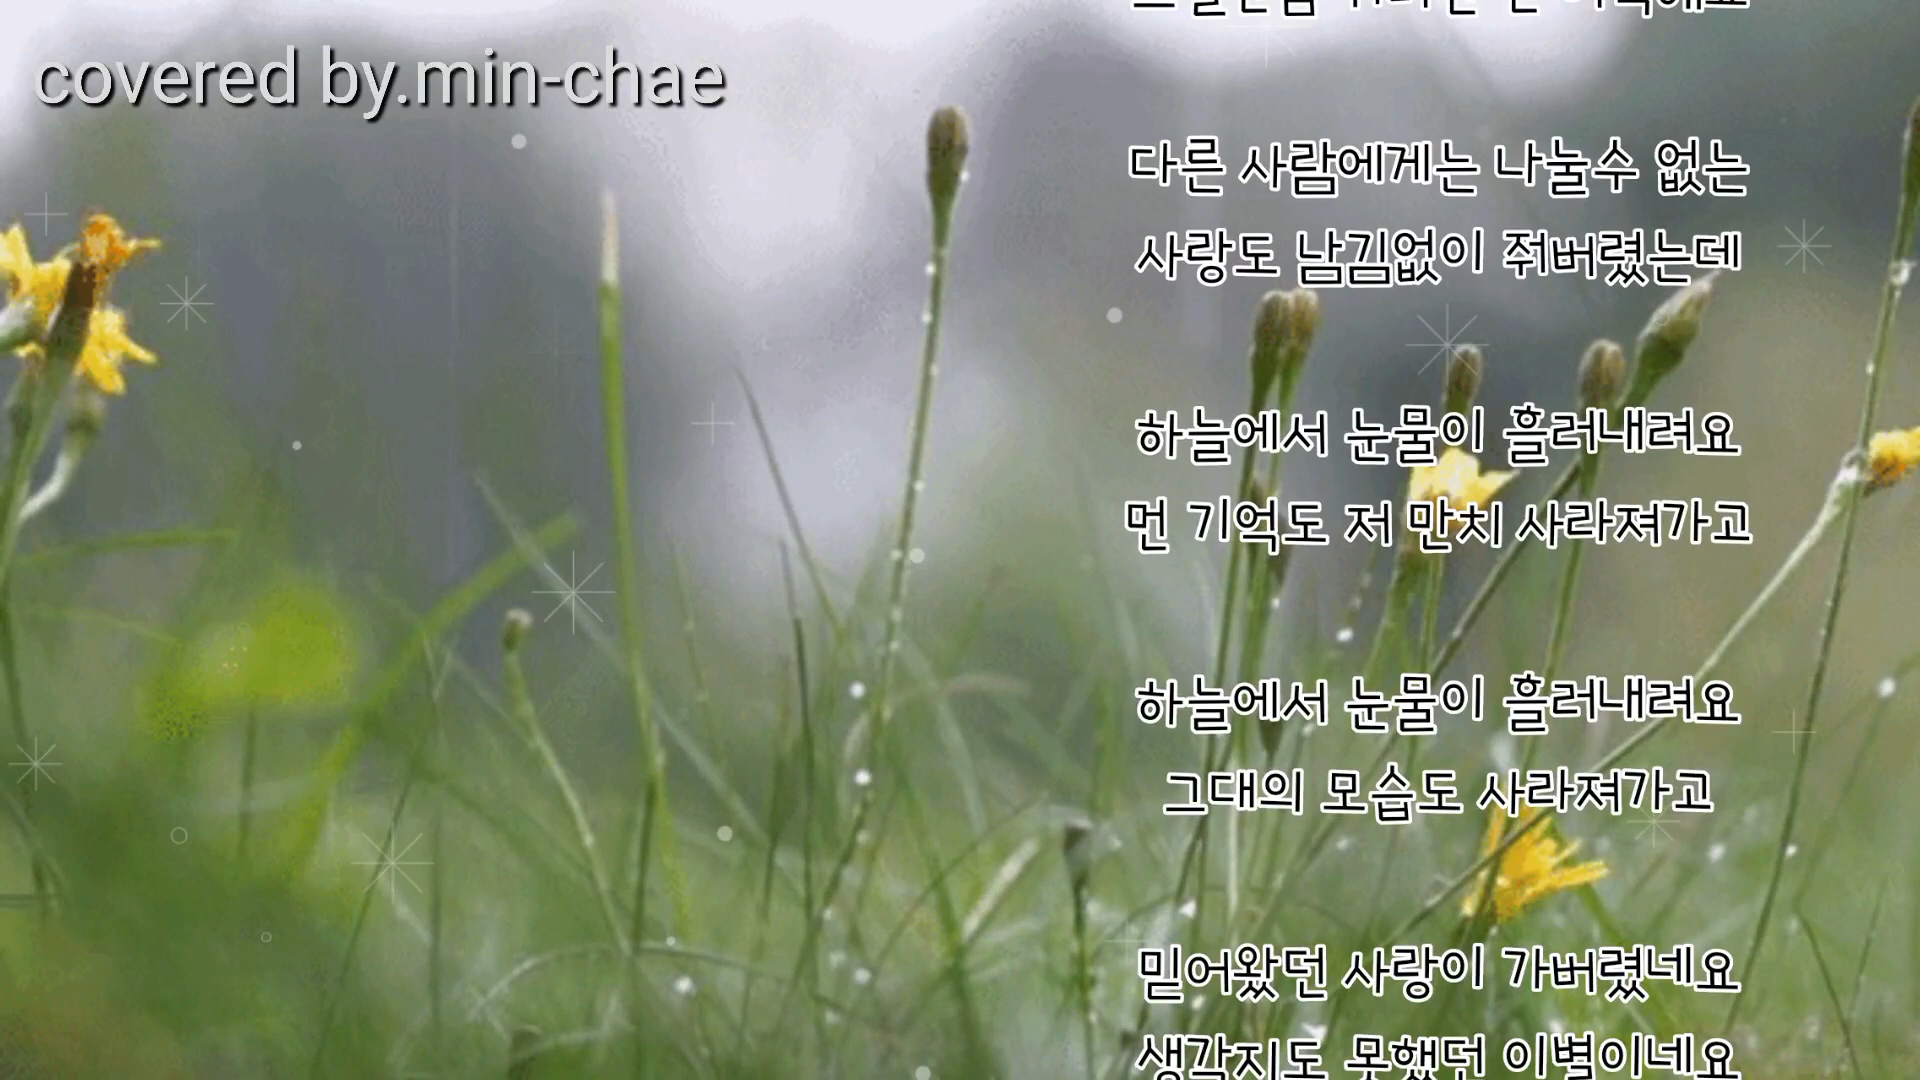 covered by.min-chae
다른 사람에게는 나눌수 없는
사랑도 남김없이 줘버렸는데
하늘에서 눈물이 흘러내려요
먼 기억도 저 만치 사라져가고
하늘에서 눈물이 흘러내려요
그대의 모습도 사라져가고
믿어왔던 사랑이 가버렸네요
생각지도 못했던 이별이네요